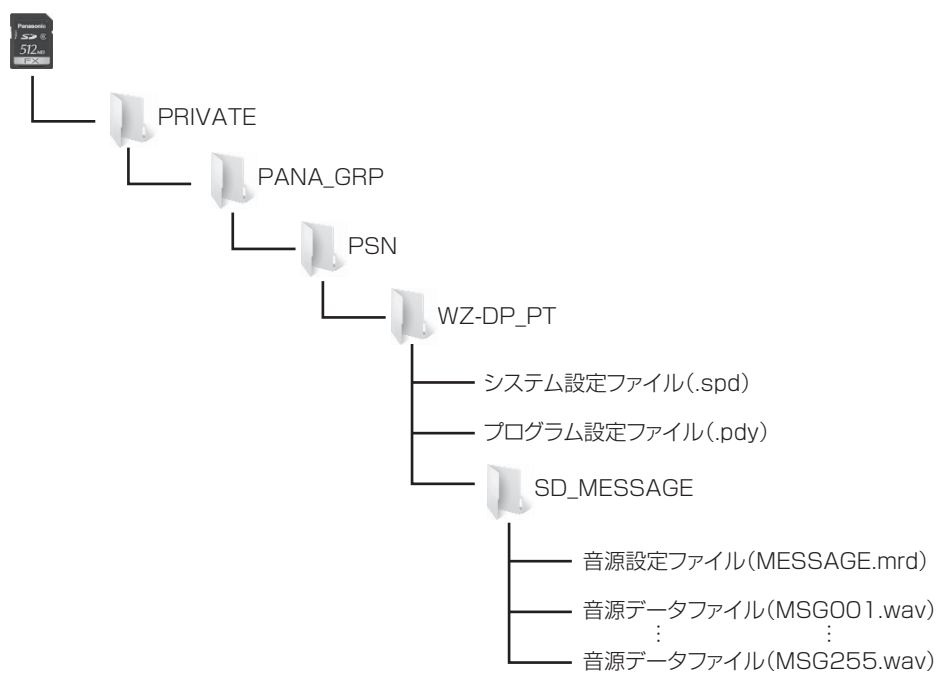 Panasonic
SD
512MB
FX
PRIVATE
PANA_GRP
PSN
WZ-DP_PT
システム設定ファイル(.spd)
プログラム設定ファイル(.pdy)
SD_MESSAGE
音源設定ファイル(MESSAGE.mrd)
音源データファイル(MSG001.wav)
⋮ ⋮
音源データファイル(MSG255.wav)